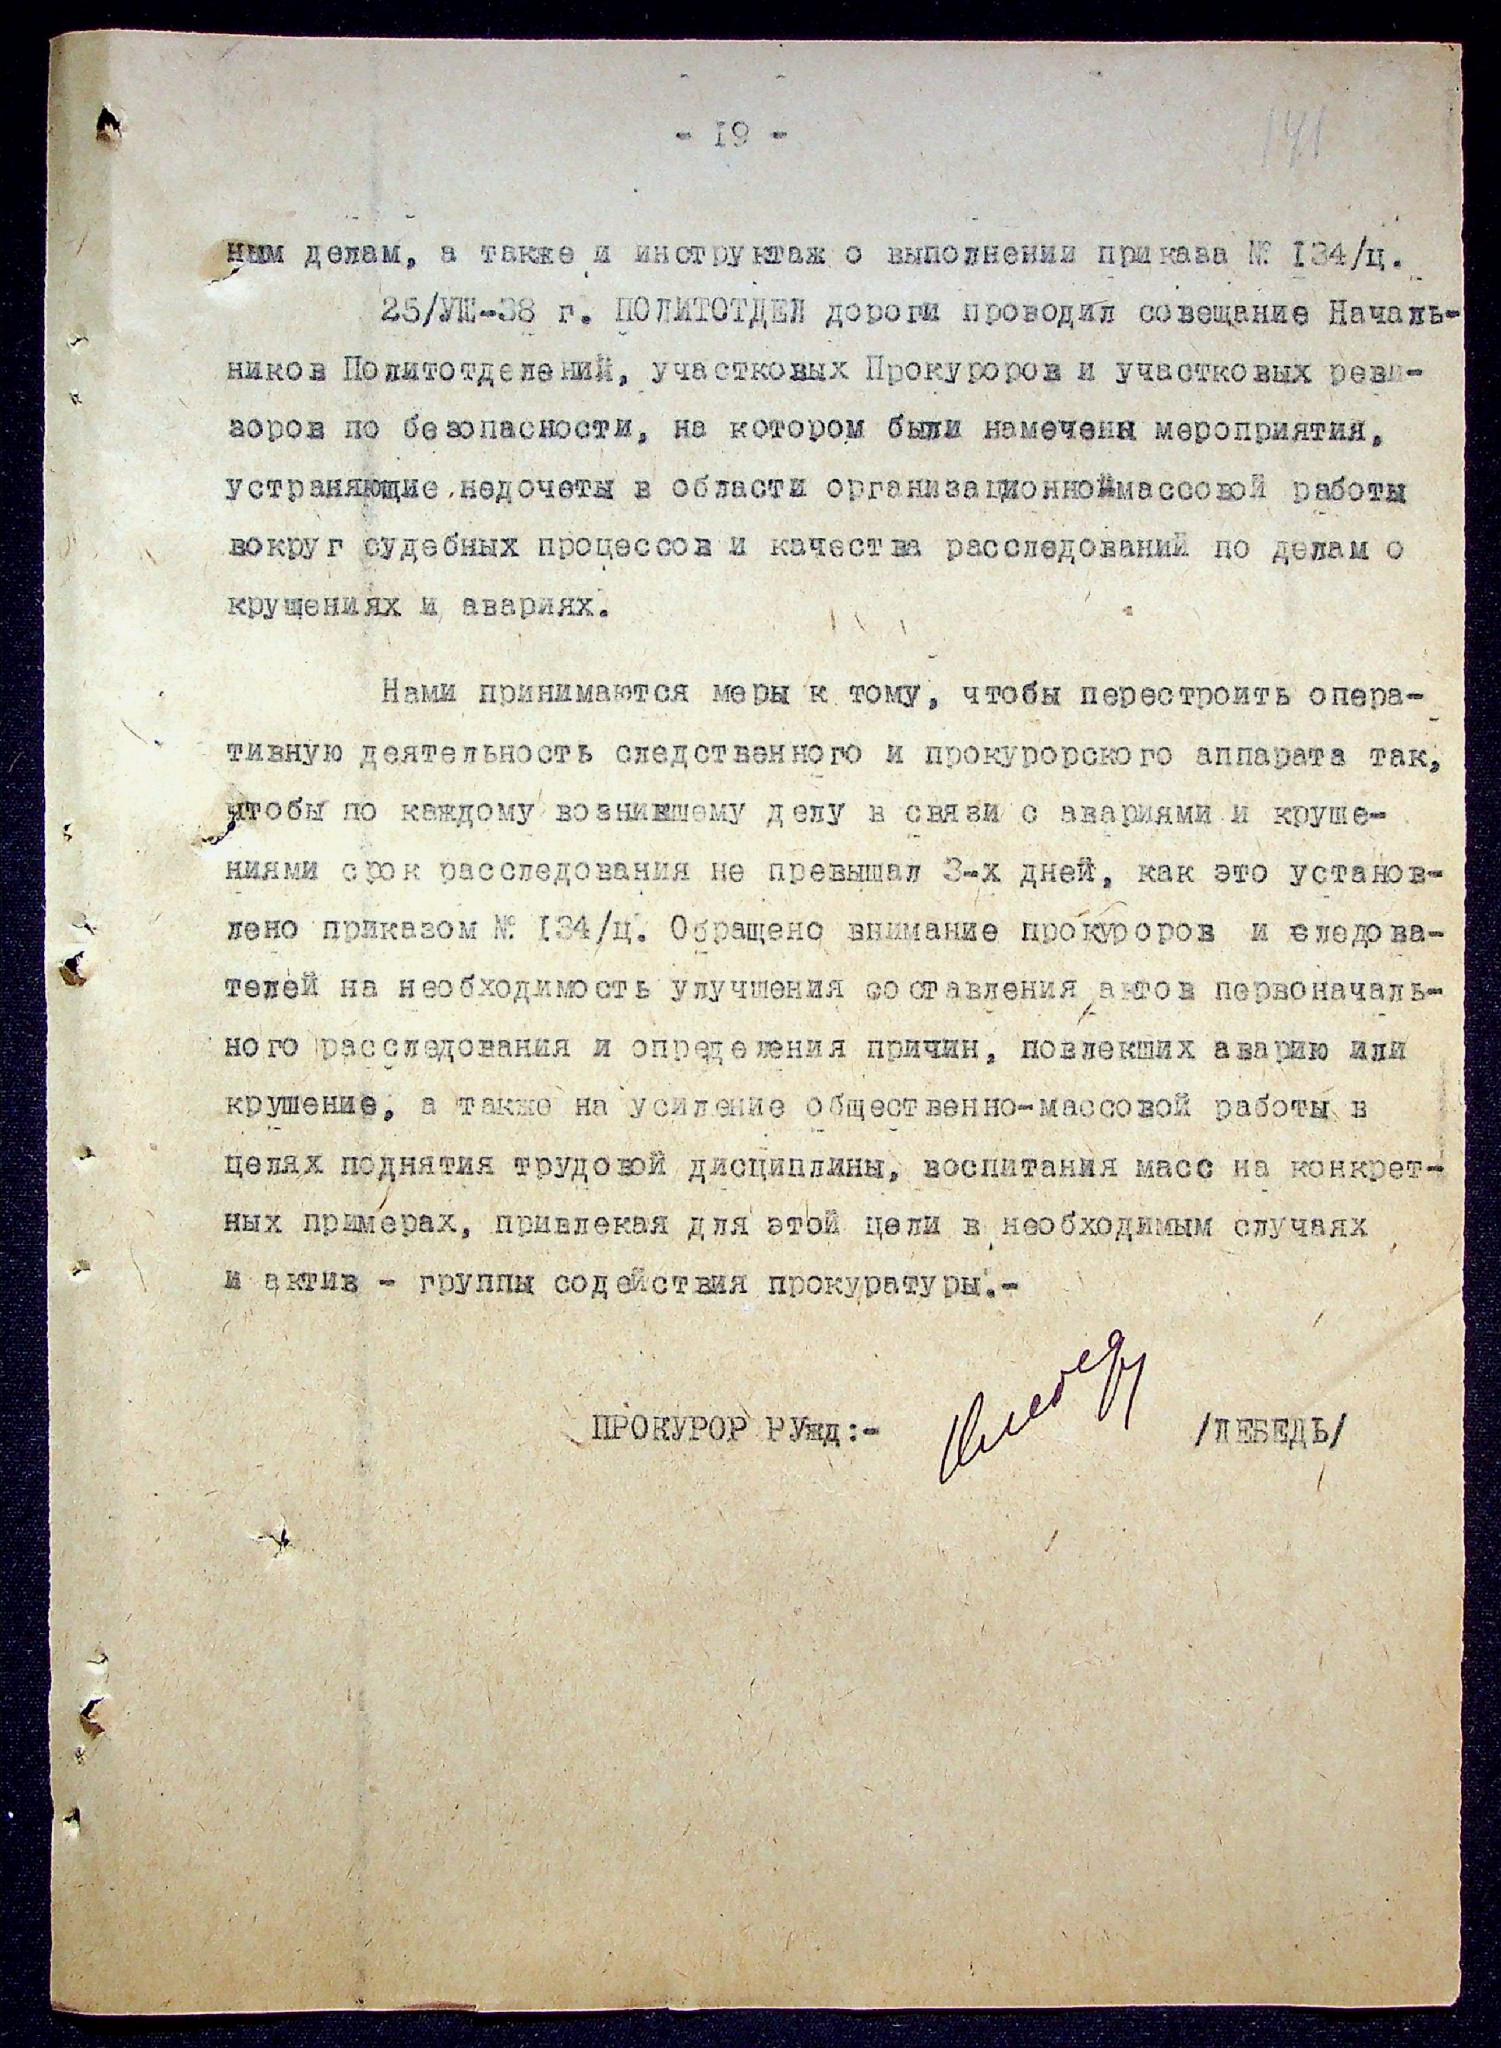 - I9 -
141
ным делам, а также и инструктаж о выполнении приказа № I34/ц.
25/УШ-38 г. ПОЛИТОТДЕЛ дороги проводил совещание Началь-
ников Политотделений, участковых Прокуроров и участковых реви-
зоров по безопасности, на котором были намечены мероприятия,
устраняющие недочеты в области организационноймассовой работы
вокруг судебных процессов и качества расследований по делам о
крушениях и авариях.
Нами принимаются меры к тому, чтобы перестроить опера-
тивную деятельность следственного и прокурорского аппарата так,
чтобы по каждому возникшему делу в связи с авариями и круше-
ниями срок расследования не превышал 3-х дней, как это установ-
лено приказом № I34/ц. Обращено внимание прокуроров и следова-
телей на необходимость улучшения составления актов первоначаль-
ного расследования и определения причин, повлекших аварию или
крушение, а также на усиление общественно-массовой работы в
целях поднятия трудовой дисциплины, воспитания масс на конкрет-
ных примерах, привлекая для этой цели в необходимым случаях
и актив - группы содействия прокуратуры.-
ПРОКУРОР РУжд:- /ЛЕБЕДЬ/